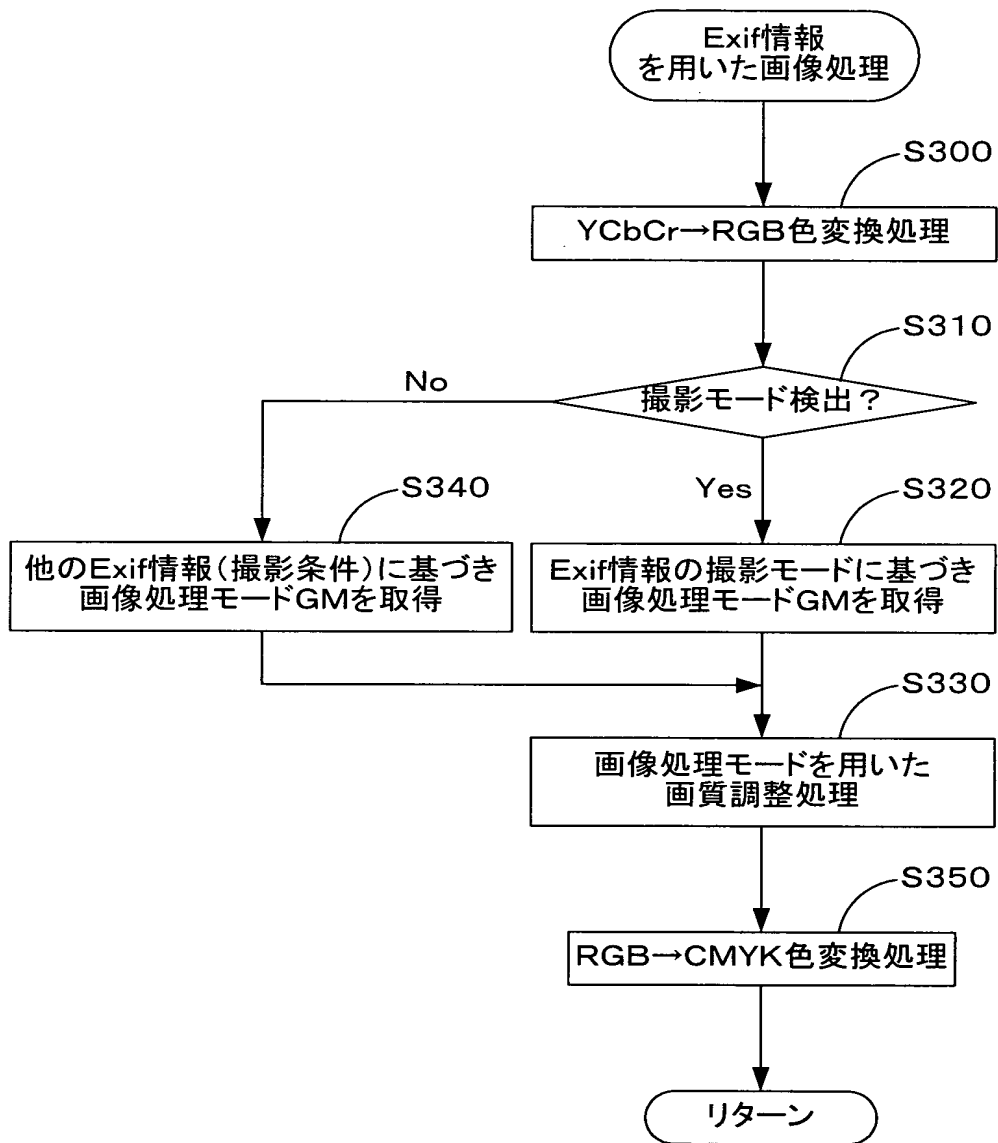 Exif情報
を用いた画像処理
S300
YCbCr→RGB色変換処理
S310
撮影モード検出？
No
Yes
S340
他のExif情報(撮影条件)に基づき
画像処理モードGMを取得
S320
Exif情報の撮影モードに基づき
画像処理モードGMを取得
S330
画像処理モードを用いた
画質調整処理
S350
RGB→CMYK色変換処理
リターン